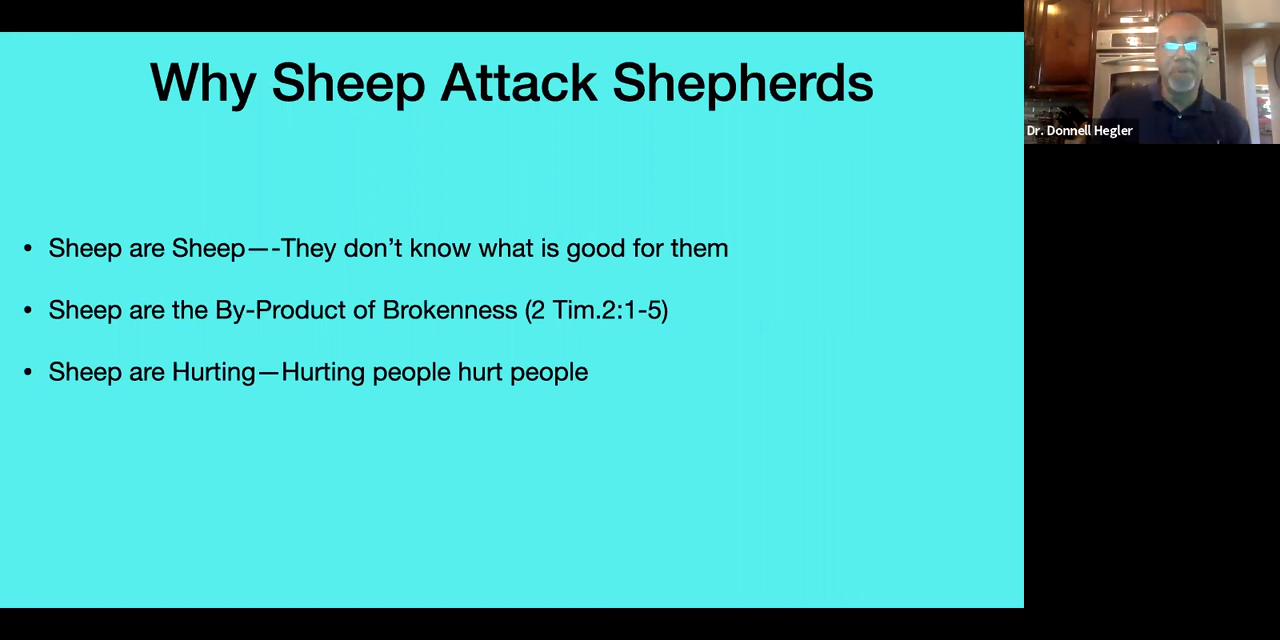 Why Sheep Attack Shepherds
Dr. Donnell Hegler
• Sheep are Sheep—-They don’t know what is good for them
• Sheep are the By-Product of Brokenness (2 Tim.2:1-5)
• Sheep are Hurting—Hurting people hurt people